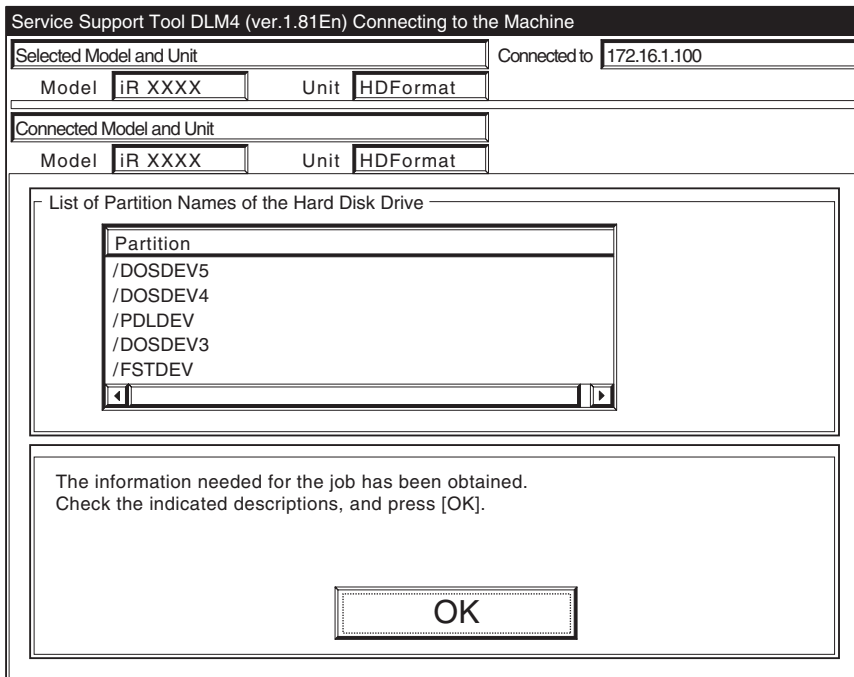 Service Support Tool DLM4 (ver.1.81En) Connecting to the Machine
Selected Model and Unit Connected to 172.16.1.100
Model iR XXXX Unit HDFormat
Connected Model and Unit
Model iR XXXX Unit HDFormat
List of Partition Names of the Hard Disk Drive
Partition
/DOSDEV5
/DOSDEV4
/PDLDEV
/DOSDEV3
/FSTDEV
The information needed for the job has been obtained.
Check the indicated descriptions, and press [OK].
OK